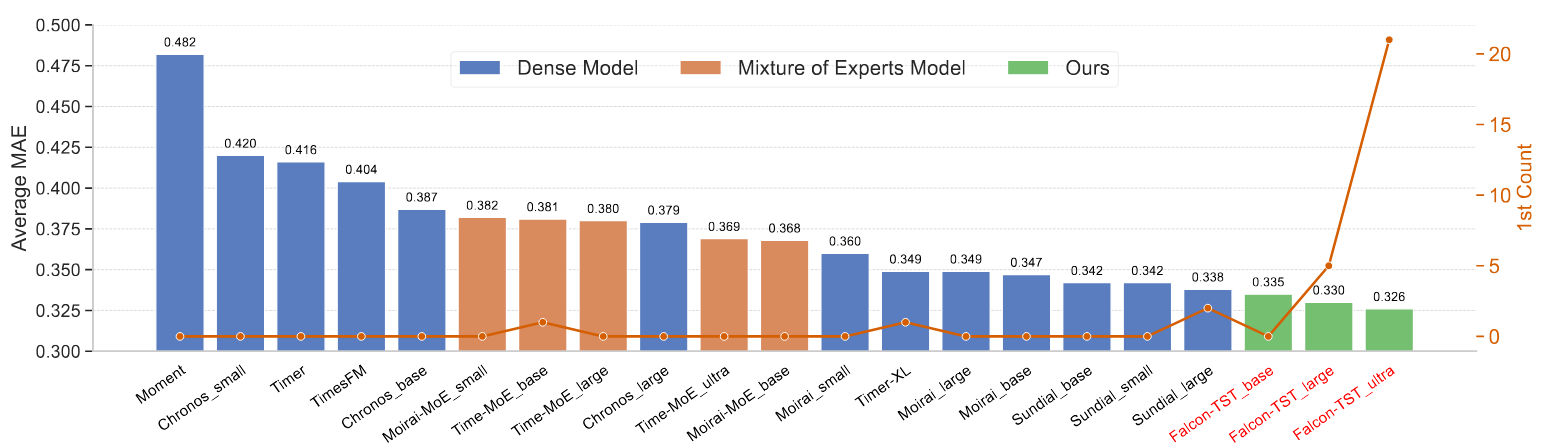 Average MAE
0.500
0.475
0.450
0.425
0.400
0.375
0.350
0.325
0.300
Dense Model
Mixture of Experts Model
Ours
0.482
0.420
0.416
0.404
0.387
0.382
0.381
0.380
0.379
0.369
0.368
0.360
0.349
0.349
0.347
0.342
0.342
0.338
0.335
0.330
0.326
20
15
10
5
0
1st Count
Moment
Chronos_small
Timer
TimesFM
Chronos_base
Moirai-MoE_small
Time-MoE_base
Time-MoE_large
Chronos_large
Time-MoE_ultra
Moirai-MoE_base
Moirai_small
Timer-XL
Moirai_large
Moirai_base
Sundial_base
Sundial_small
Sundial_large
Falcon-TST_base
Falcon-TST_large
Falcon-TST_ultra